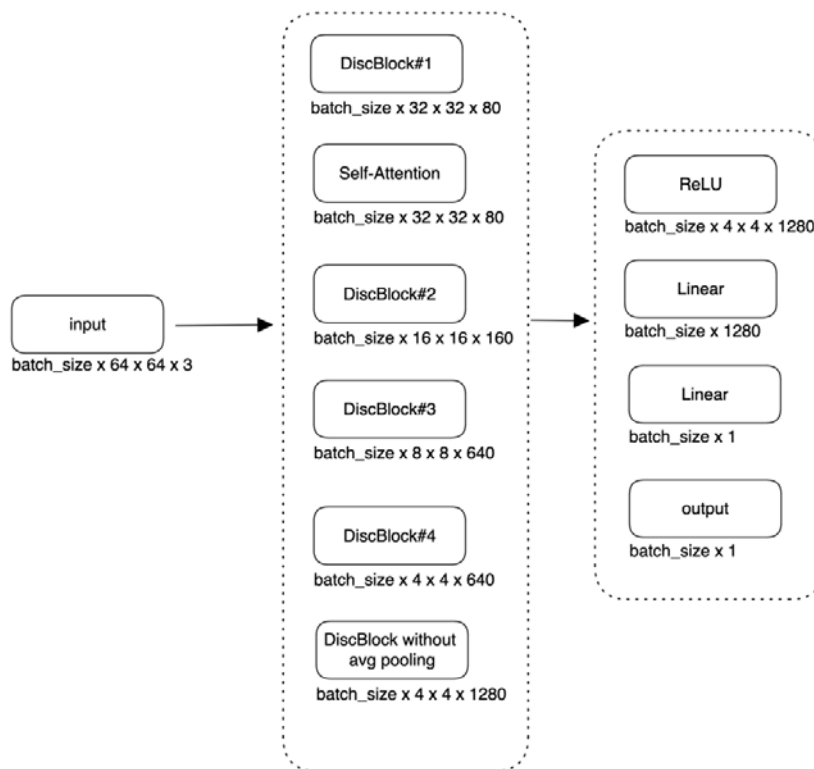 input
batch_size x 64 x 64 x 3
DiscBlock#1
batch_size x 32 x 32 x 80
Self-Attention
batch_size x 32 x 32 x 80
DiscBlock#2
batch_size x 16 x 16 x 160
DiscBlock#3
batch_size x 8 x 8 x 640
DiscBlock#4
batch_size x 4 x 4 x 640
DiscBlock without
avg pooling
batch_size x 4 x 4 x 1280
ReLU
batch_size x 4 x 4 x 1280
Linear
batch_size x 1280
Linear
batch_size x 1
output
batch_size x 1